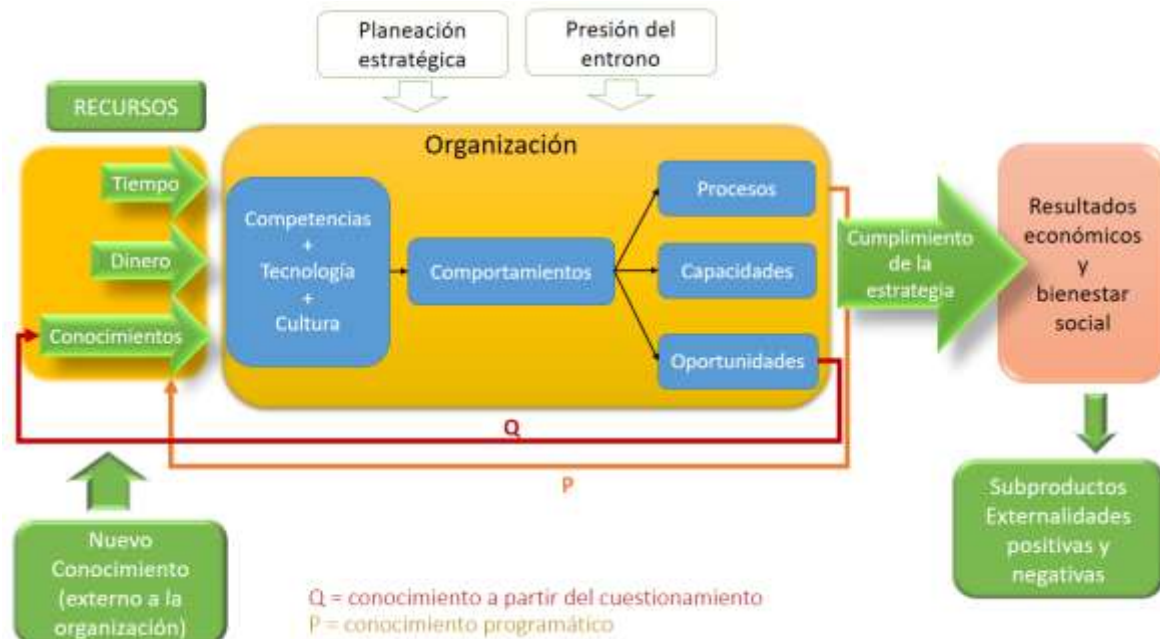 Planeación
estratégica
Presión del
entrono
RECURSOS
Organización
Tiempo
Dinero
Conocimientos
Competencias
+
Tecnología
+
Cultura
Comportamientos
Procesos
Capacidades
Oportunidades
Cumplimiento
de la
estrategia
Resultados
económicos
y
bienestar
social
Q
P
Nuevo
Conocimiento
(externo a la
organización)
Subproductos
Externalidades
positivas y
negativas
Q = conocimiento a partir del cuestionamiento
P = conocimiento programático